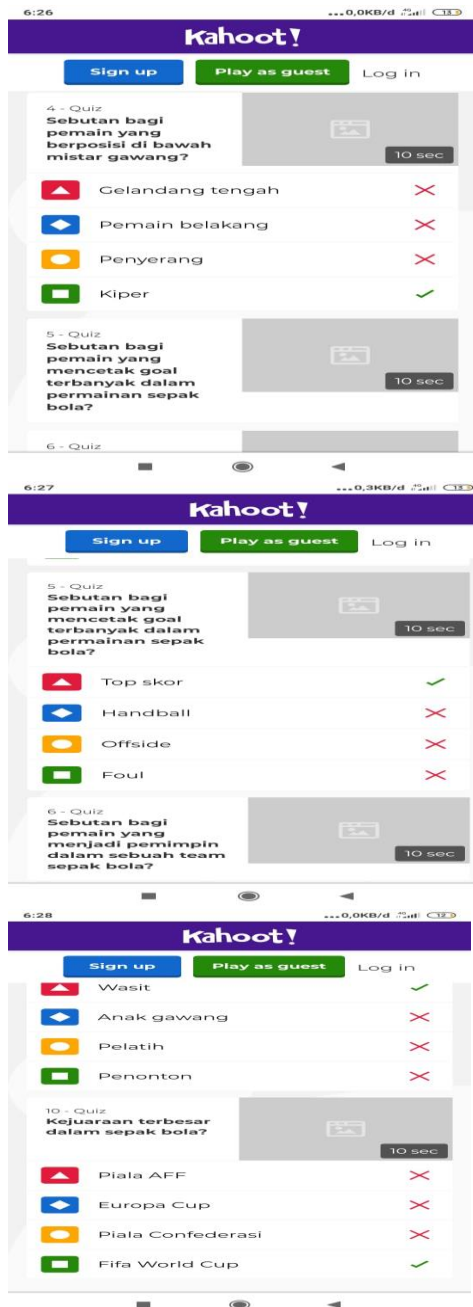 6:26
...0,0KB/d 4G 13
Kahoot!
Sign up Play as guest Log in
4 - Quiz
Sebutan bagi
pemain yang
berposisi di bawah
mistar gawang?
10 sec
Gelandang tengah
Pemain belakang
Penyerang
Kiper
5 - Quiz
Sebutan bagi
pemain yang
mencetak goal
terbanyak dalam
permainan sepak
bola?
10 sec
6 - Quiz
6:27
...0,3KB/d 4G 13
Kahoot!
Sign up Play as guest Log in
5 - Quiz
Sebutan bagi
pemain yang
mencetak goal
terbanyak dalam
permainan sepak
bola?
10 sec
Top skor
Handball
Offside
Foul
6 - Quiz
Sebutan bagi
pemain yang
menjadi pemimpin
dalam sebuah team
sepak bola?
10 sec
6:28
...0,0KB/d 4G 12
Kahoot!
Sign up Play as guest Log in
Wasit
Anak gawang
Pelatih
Penonton
10 - Quiz
Kejuaraan terbesar
dalam sepak bola?
10 sec
Piala AFF
Europa Cup
Piala Confederasi
Fifa World Cup